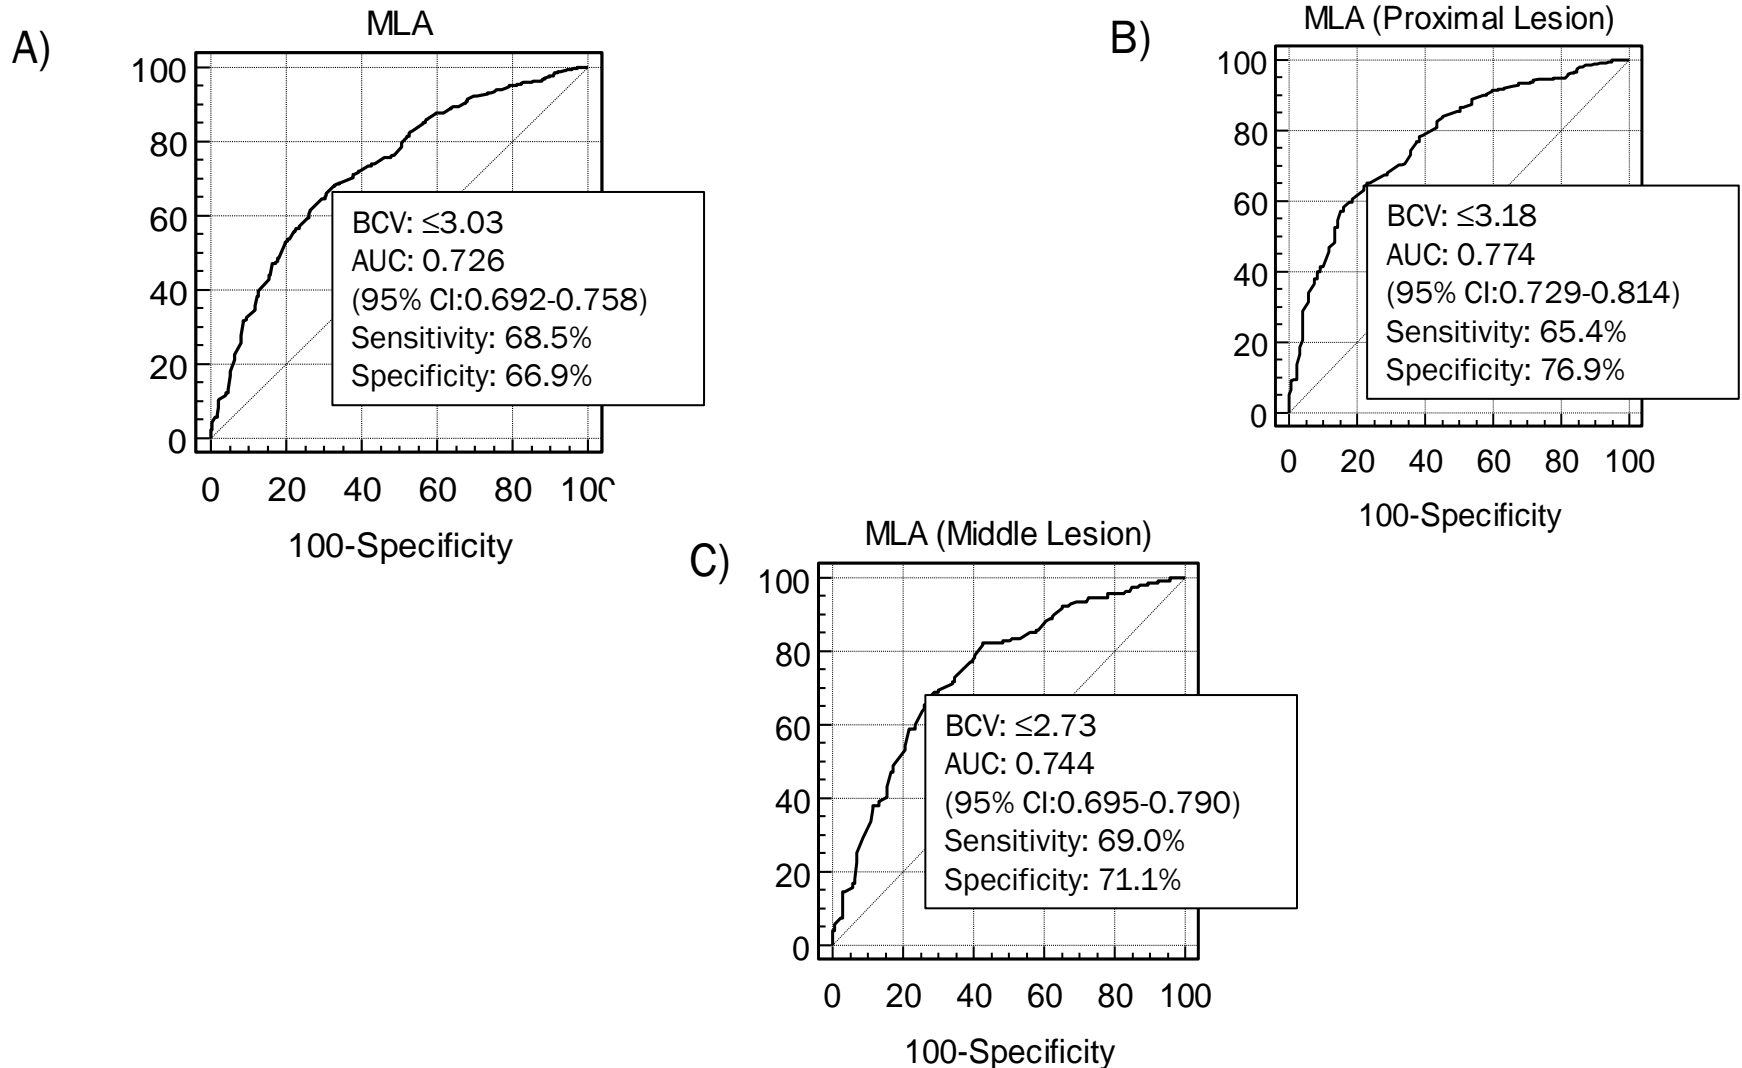 A)
MLA
100
80
60
40
20
0
BCV: ≤3.03
AUC: 0.726
(95% CI:0.692-0.758)
Sensitivity: 68.5%
Specificity: 66.9%
0 20 40 60 80 100
100-Specificity
B)
MLA (Proximal Lesion)
100
80
60
40
20
0
BCV: ≤3.18
AUC: 0.774
(95% CI:0.729-0.814)
Sensitivity: 65.4%
Specificity: 76.9%
0 20 40 60 80 100
100-Specificity
C)
MLA (Middle Lesion)
100
80
60
40
20
0
BCV: ≤2.73
AUC: 0.744
(95% CI:0.695-0.790)
Sensitivity: 69.0%
Specificity: 71.1%
0 20 40 60 80 100
100-Specificity